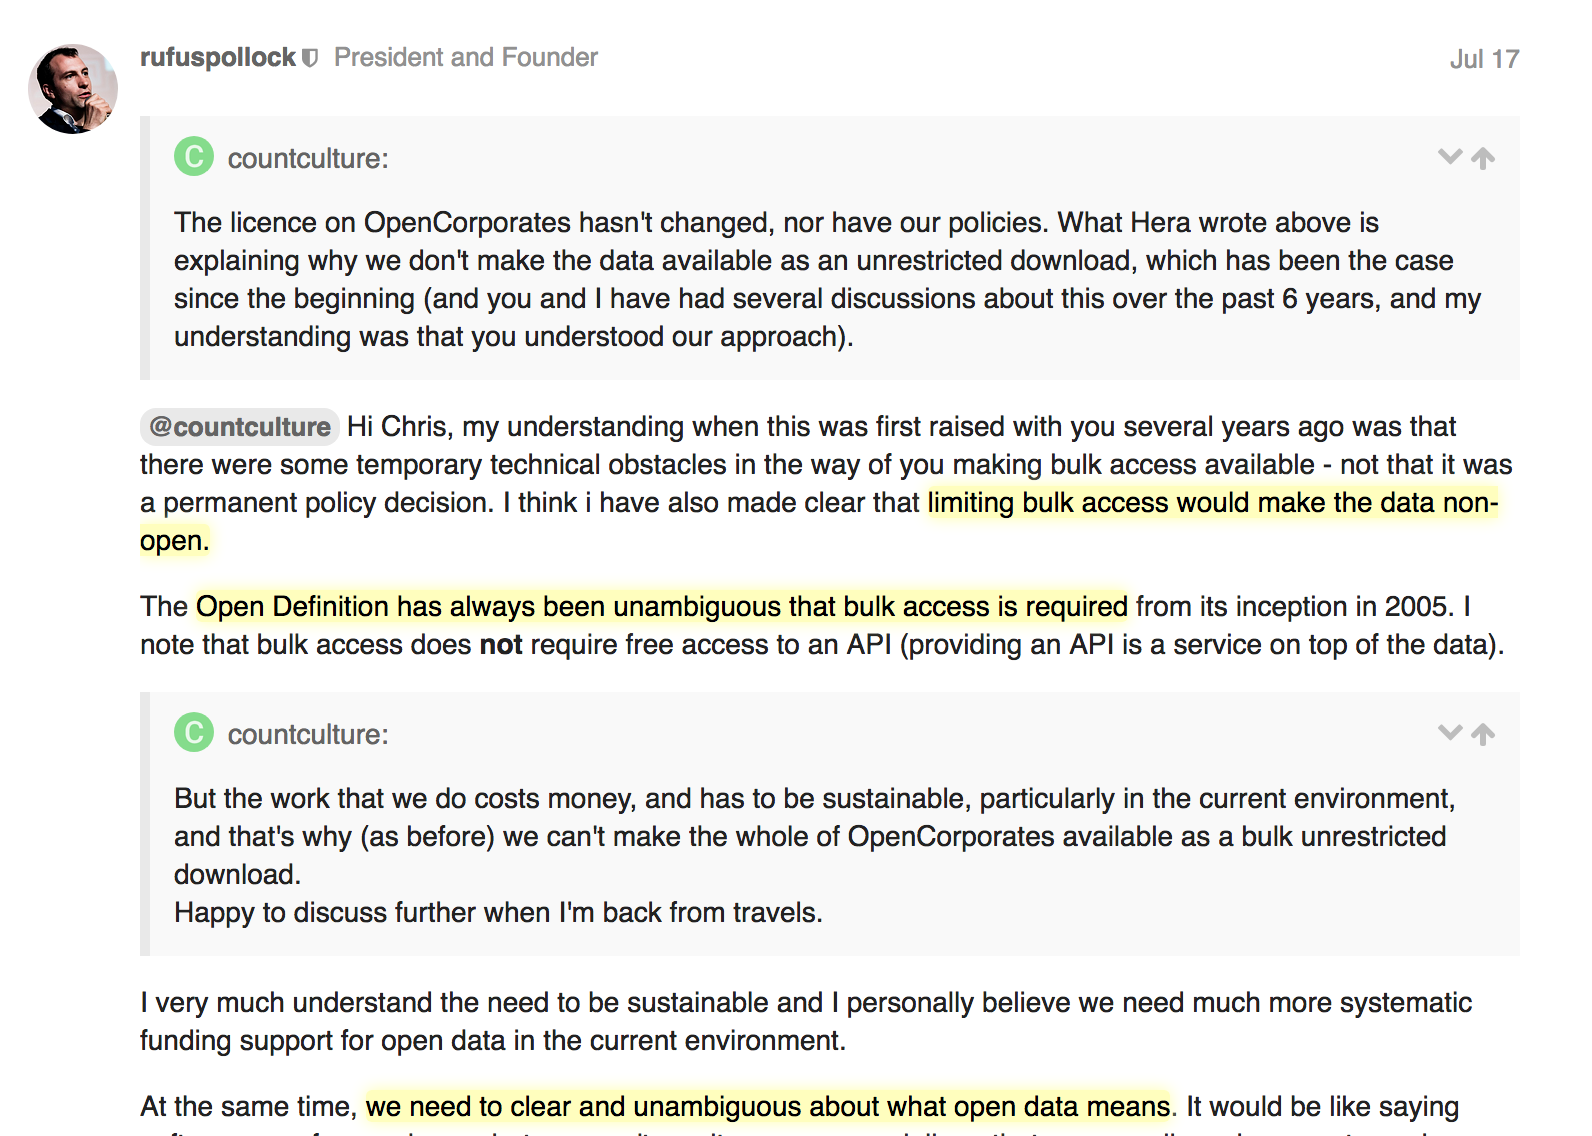 rufuspollock President and Founder Jul 17
C countculture:
The licence on OpenCorporates hasn't changed, nor have our policies. What Hera wrote above is
explaining why we don't make the data available as an unrestricted download, which has been the case
since the beginning (and you and I have had several discussions about this over the past 6 years, and my
understanding was that you understood our approach).
@countculture Hi Chris, my understanding when this was first raised with you several years ago was that
there were some temporary technical obstacles in the way of you making bulk access available - not that it was
a permanent policy decision. I think i have also made clear that limiting bulk access would make the data non-
open.
The Open Definition has always been unambiguous that bulk access is required from its inception in 2005. I
note that bulk access does not require free access to an API (providing an API is a service on top of the data).
C countculture:
But the work that we do costs money, and has to be sustainable, particularly in the current environment,
and that's why (as before) we can't make the whole of OpenCorporates available as a bulk unrestricted
download.
Happy to discuss further when I'm back from travels.
I very much understand the need to be sustainable and I personally believe we need much more systematic
funding support for open data in the current environment.
At the same time, we need to clear and unambiguous about what open data means. It would be like saying